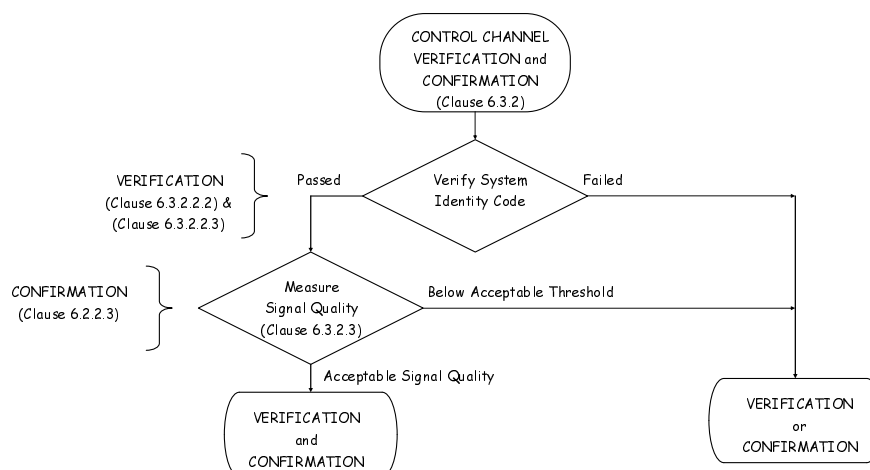 CONTROL CHANNEL
VERIFICATION and
CONFIRMATION
(Clause 6.3.2)
Verify System
Identity Code
Passed
Failed
VERIFICATION
(Clause 6.3.2.2.2) &
(Clause 6.3.2.2.3)
Measure
Signal Quality
(Clause 6.3.2.3)
Below Acceptable Threshold
CONFIRMATION
(Clause 6.2.2.3)
Acceptable Signal Quality
VERIFICATION
and
CONFIRMATION
VERIFICATION
or
CONFIRMATION